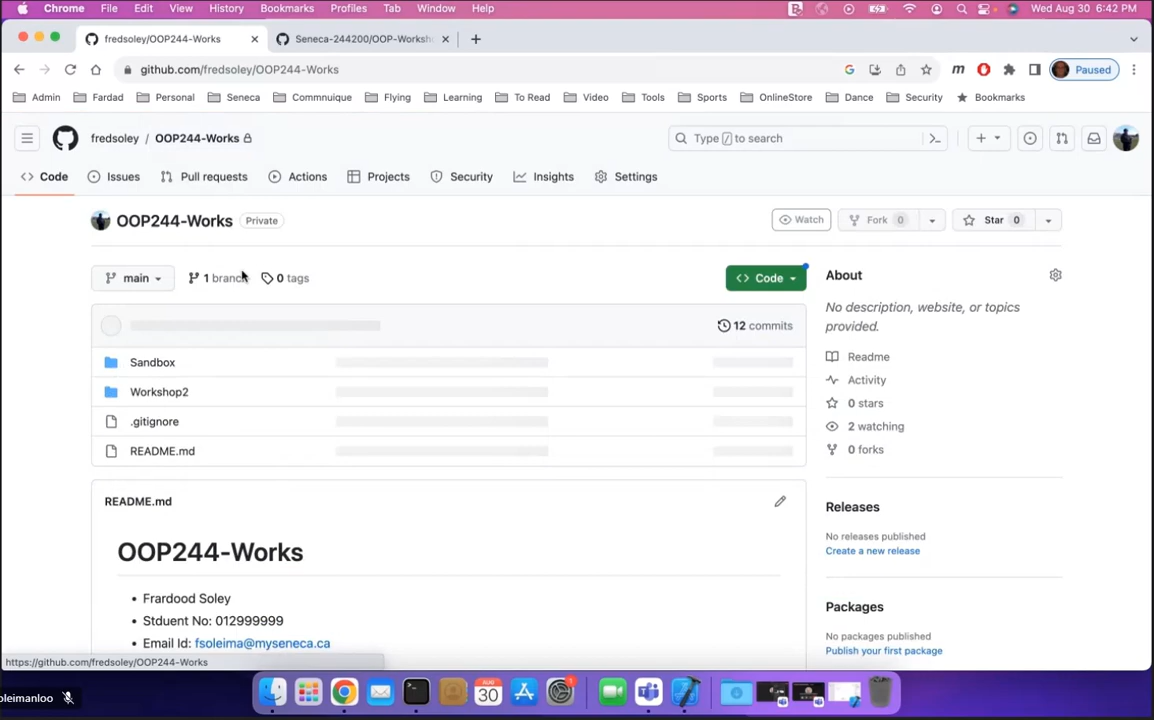 Chrome File Edit View History Bookmarks Profiles Tab Window Help Wed Aug 30 6:42 PM
fredsoley/OOP244-Works Seneca-244200/OOP-Worksh
github.com/fredsoley/OOP244-Works Paused
Admin Fardad Personal Seneca Commnuique Flying Learning To Read Video Tools Sports OnlineStore Dance Security Bookmarks
fredsoley / OOP244-Works Type / to search
Code Issues Pull requests Actions Projects Security Insights Settings
OOP244-Works Private Watch Fork 0 Star 0
main 1 branch 0 tags Code About
No description, website, or topics
provided.
12 commits
Sandbox
Workshop2
.gitignore
README.md
Readme
Activity
0 stars
2 watching
0 forks
README.md
OOP244-Works
Frardood Soley
Stduent No: 012999999
Email Id: fsoleima@myseneca.ca
Releases
No releases published
Create a new release
Packages
No packages published
Publish your first package
https://github.com/fredsoley/OOP244-Works
oleimanloo
AUG
30
1